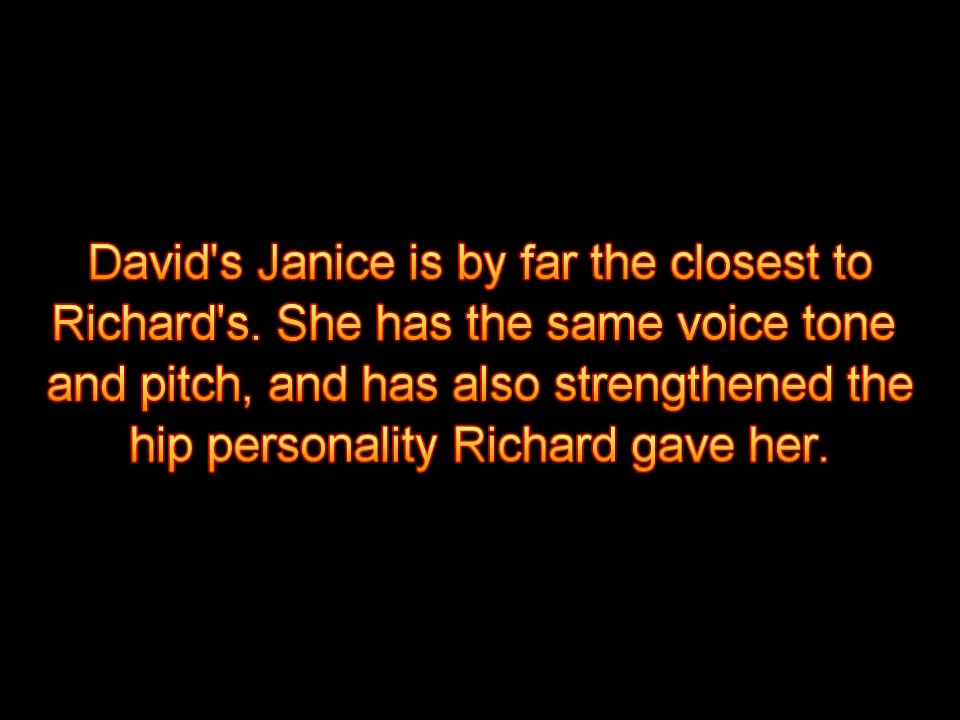 David's Janice is by far the closest to
Richard's. She has the same voice tone
and pitch, and has also strengthened the
hip personality Richard gave her.